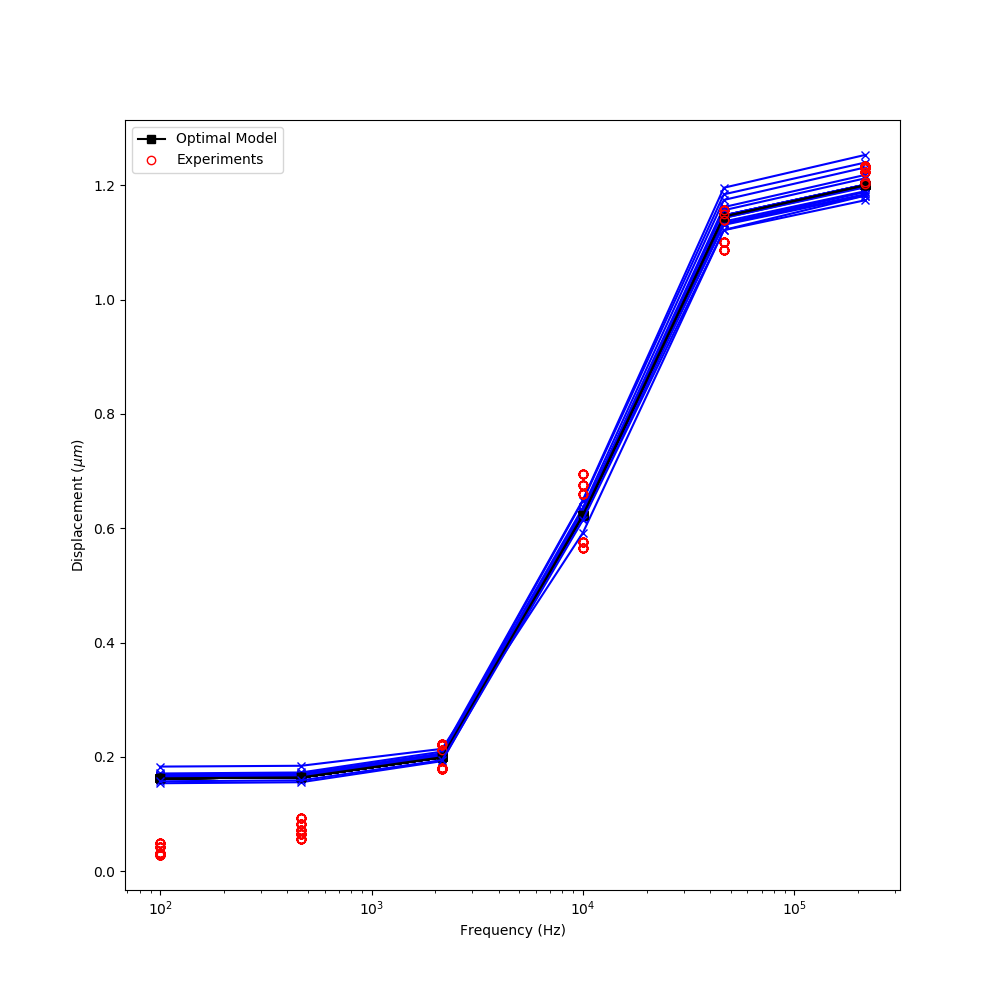 Optimal Model
Experiments
1.2
1.0
0.8
0.6
0.4
0.2
0.0
Displacement (μm)
10²
10³
10⁴
10⁵
Frequency (Hz)